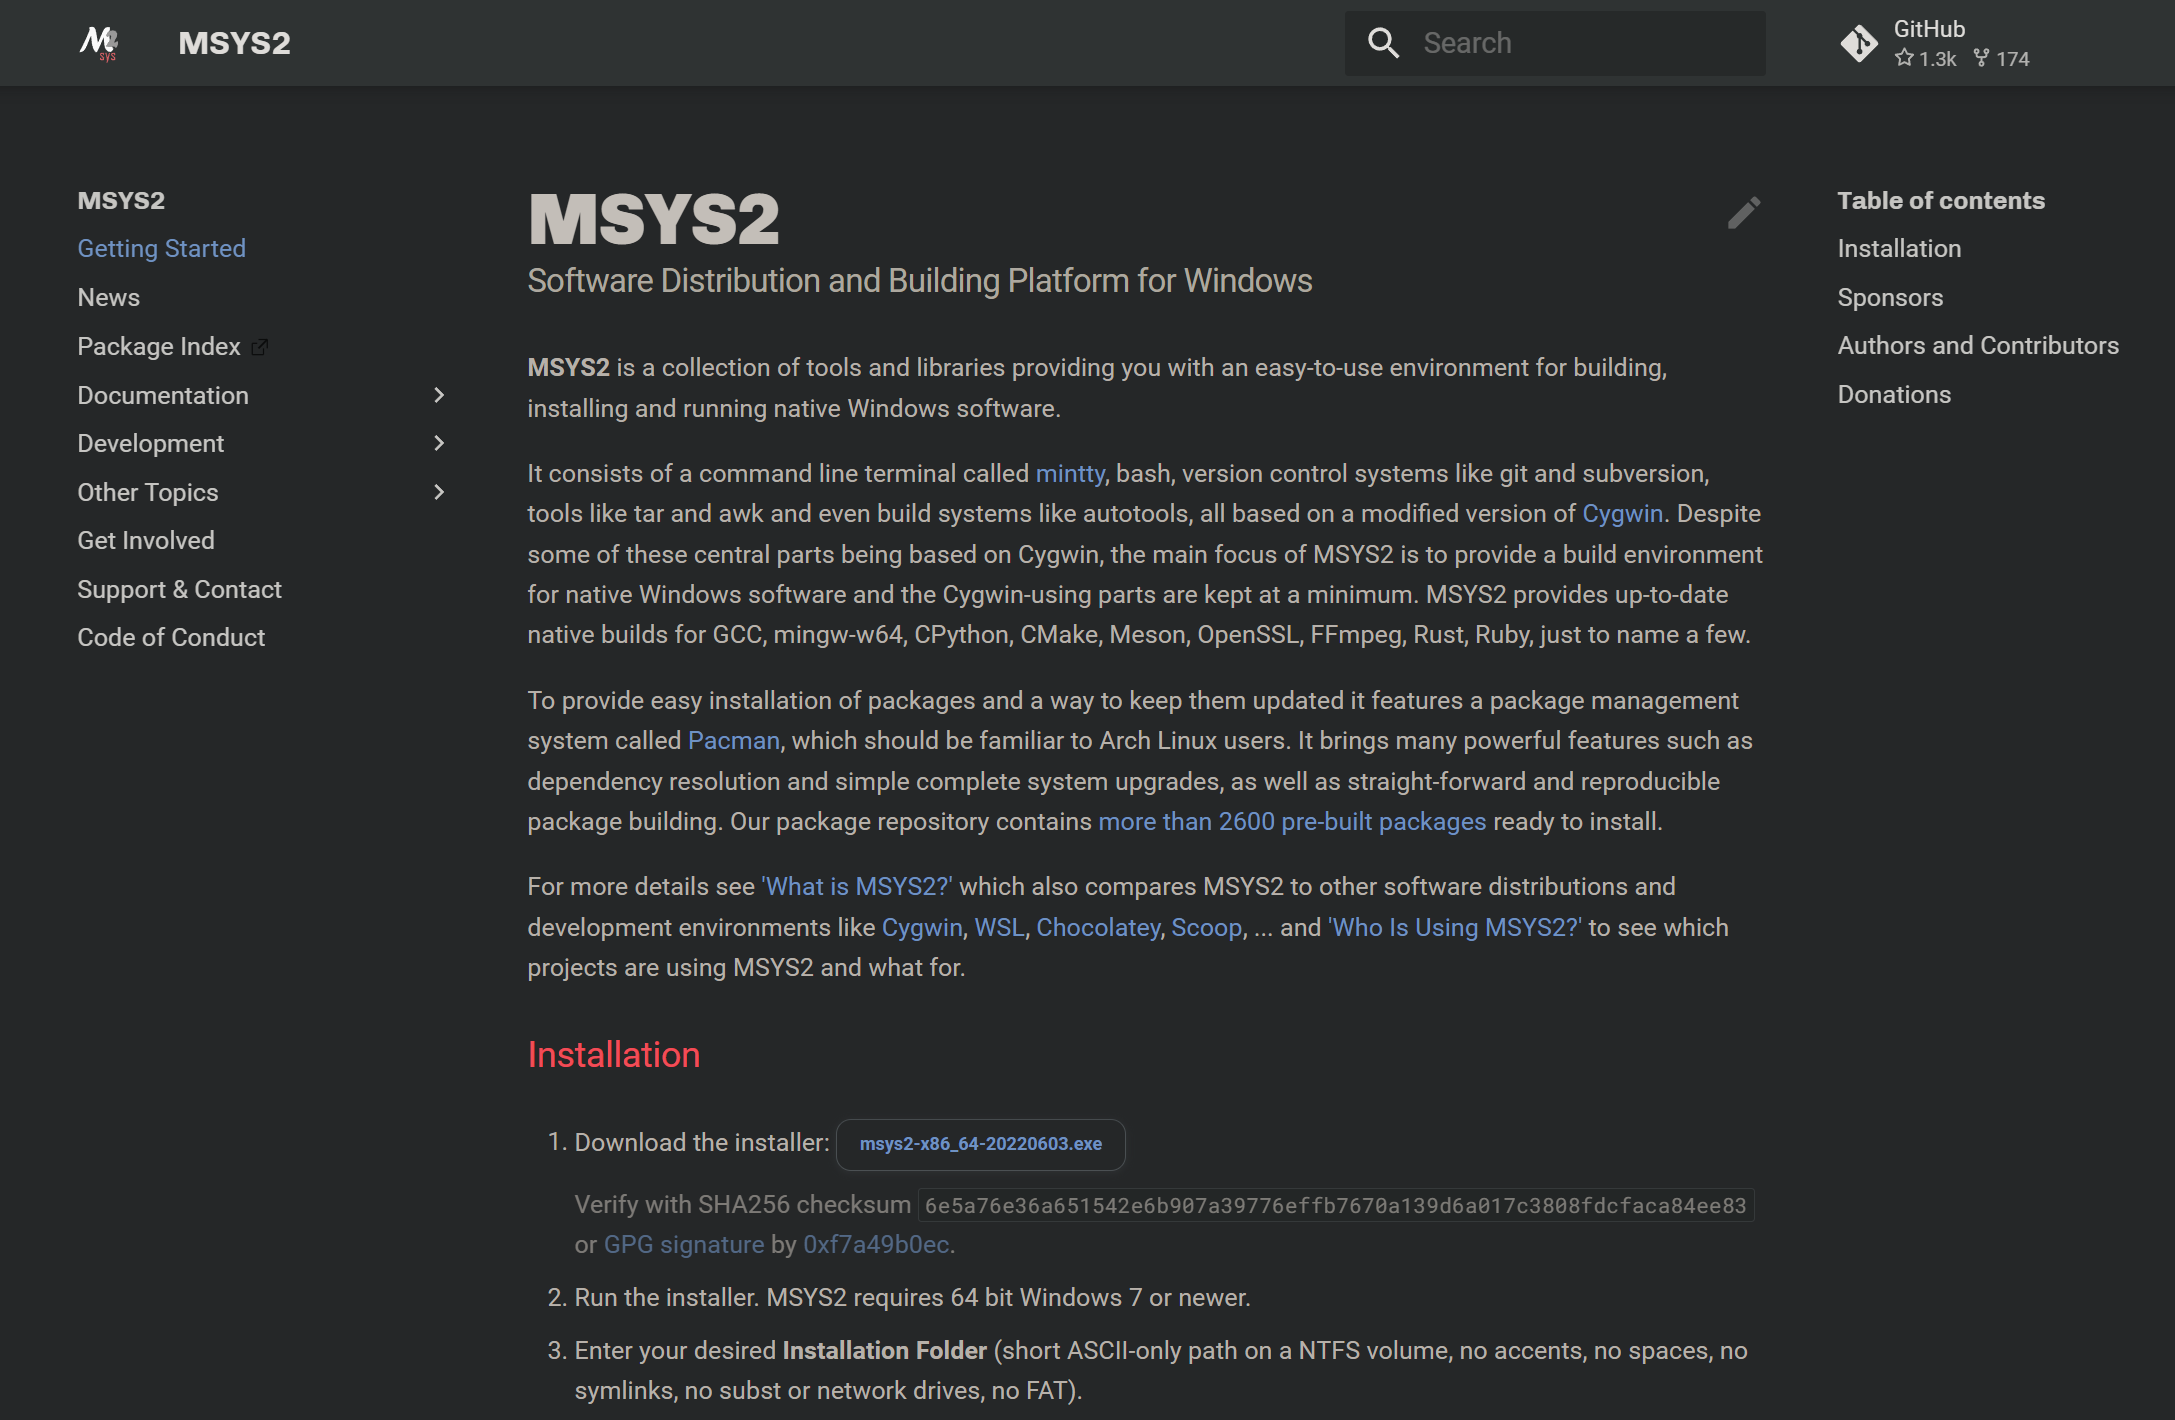 M2
sys
MSYS2
Search
GitHub
1.3k 174
MSYS2
Getting Started
News
Package Index
Documentation
Development
Other Topics
Get Involved
Support & Contact
Code of Conduct
MSYS2
Software Distribution and Building Platform for Windows
MSYS2 is a collection of tools and libraries providing you with an easy-to-use environment for building,
installing and running native Windows software.
It consists of a command line terminal called mintty, bash, version control systems like git and subversion,
tools like tar and awk and even build systems like autotools, all based on a modified version of Cygwin. Despite
some of these central parts being based on Cygwin, the main focus of MSYS2 is to provide a build environment
for native Windows software and the Cygwin-using parts are kept at a minimum. MSYS2 provides up-to-date
native builds for GCC, mingw-w64, CPython, CMake, Meson, OpenSSL, FFmpeg, Rust, Ruby, just to name a few.
To provide easy installation of packages and a way to keep them updated it features a package management
system called Pacman, which should be familiar to Arch Linux users. It brings many powerful features such as
dependency resolution and simple complete system upgrades, as well as straight-forward and reproducible
package building. Our package repository contains more than 2600 pre-built packages ready to install.
For more details see 'What is MSYS2?' which also compares MSYS2 to other software distributions and
development environments like Cygwin, WSL, Chocolatey, Scoop, ... and 'Who Is Using MSYS2?' to see which
projects are using MSYS2 and what for.
Installation
1. Download the installer: msys2-x86_64-20220603.exe
Verify with SHA256 checksum 6e5a76e36a651542e6b907a39776effb7670a139d6a017c3808fdcfaca84ee83
or GPG signature by 0xf7a49b0ec.
2. Run the installer. MSYS2 requires 64 bit Windows 7 or newer.
3. Enter your desired Installation Folder (short ASCII-only path on a NTFS volume, no accents, no spaces, no
symlinks, no subst or network drives, no FAT).
Table of contents
Installation
Sponsors
Authors and Contributors
Donations